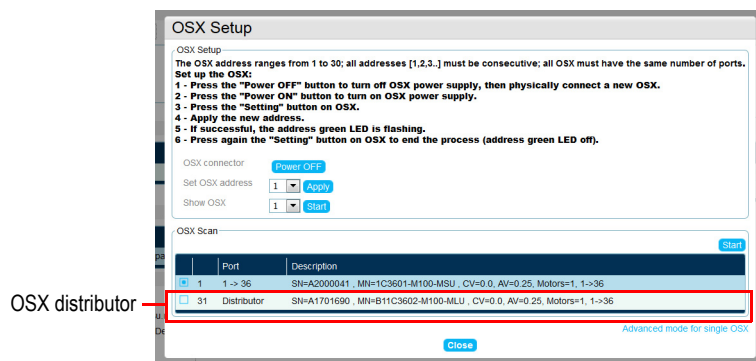 OSX Setup
OSX Setup
The OSX address ranges from 1 to 30; all addresses [1,2,3..] must be consecutive; all OSX must have the same number of ports.
Set up the OSX:
1 - Press the "Power OFF" button to turn off OSX power supply, then physically connect a new OSX.
2 - Press the "Power ON" button to turn on OSX power supply.
3 - Press the "Setting" button on OSX.
4 - Apply the new address.
5 - If successful, the address green LED is flashing.
6 - Press again the "Setting" button on OSX to end the process (address green LED off).
OSX connector Power OFF
Set OSX address 1 Apply
Show OSX 1 Start
OSX Scan
Start
Port Description
1 1 -> 36 SN=A2000041 , MN=1C3601-M100-MSU , CV=0.0, AV=0.25, Motors=1, 1->36
31 Distributor SN=A1701690 , MN=B11C3602-M100-MLU , CV=0.0, AV=0.25, Motors=1, 1->36
OSX distributor
Advanced mode for single OSX
Close